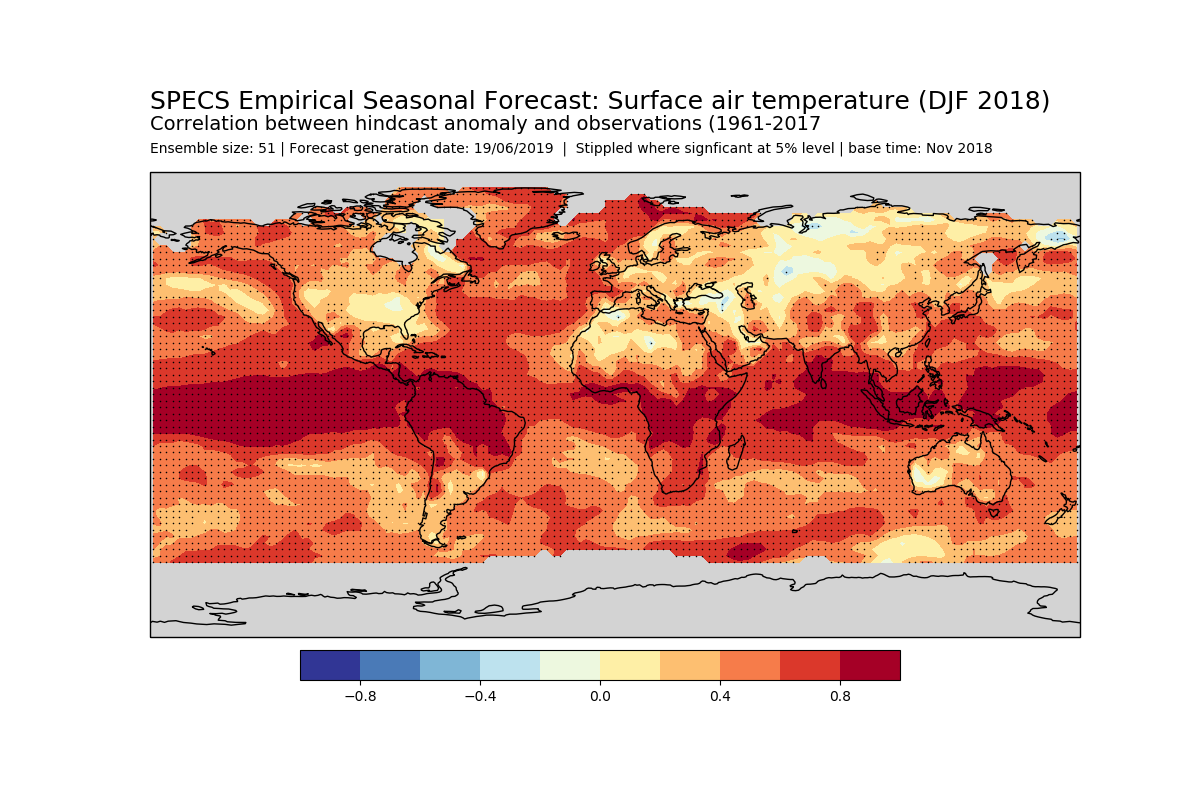 SPECS Empirical Seasonal Forecast: Surface air temperature (DJF 2018)
Correlation between hindcast anomaly and observations (1961-2017
Ensemble size: 51 | Forecast generation date: 19/06/2019  |  Stippled where signficant at 5% level | base time: Nov 2018
−0.8 −0.4 0.0 0.4 0.8